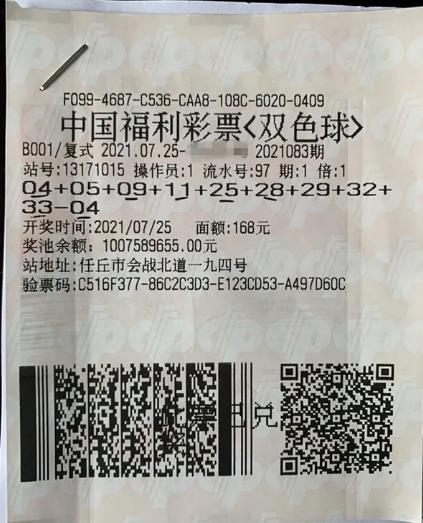 F099-4687-C536-CAA8-108C-6020-0409
中国福利彩票<双色球>
B001/复式 2021.07.25- 2021083期
站号:13171015 操作员:1 流水号:97 期:1 倍:1
04+05+09+11+25+28+29+32+
33-04
开奖时间:2021/07/25 面额:168元
奖池余额: 1007589655.00元
站地址:任丘市会战北道一九四号
验票码:C516F377-86C2C3D3-E123CD53-A497D60C
已兑